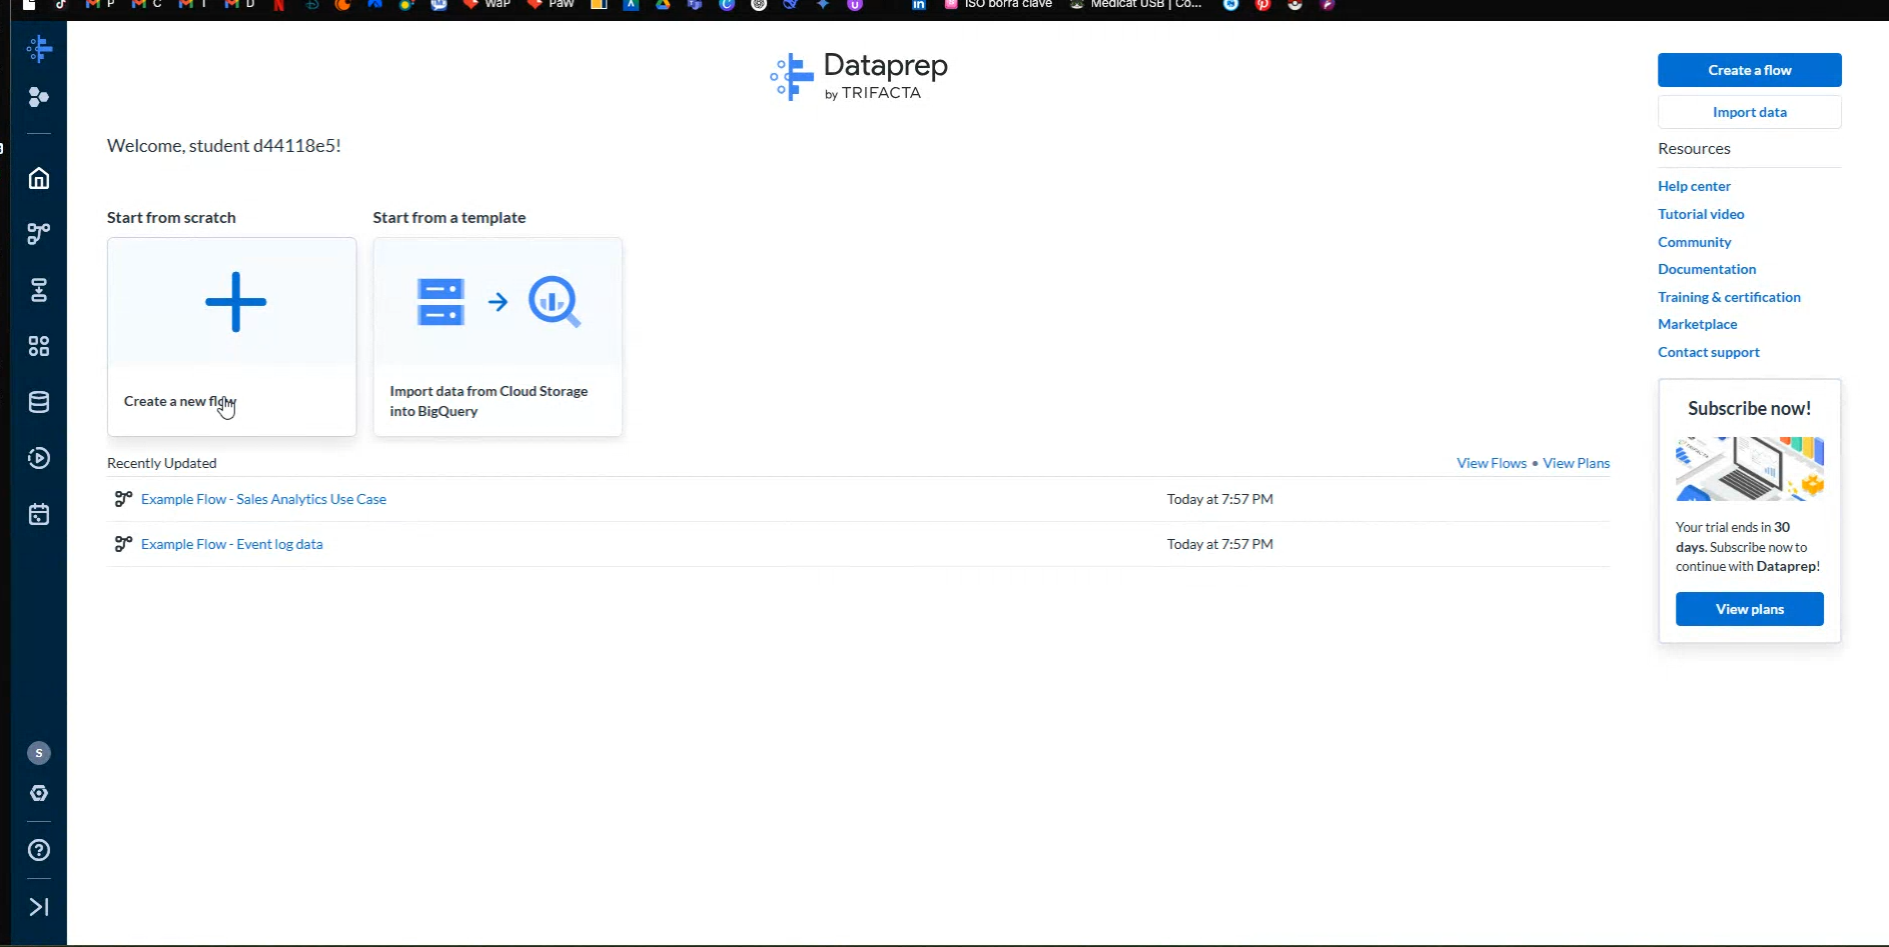 P C T D WaP Paw ISO borra clave Medicat USB | Co...
Dataprep
by TRIFACTA
Create a flow
Import data
Welcome, student d44118e5!
Resources
Help center
Tutorial video
Community
Documentation
Training & certification
Marketplace
Contact support
Start from scratch
Start from a template
Create a new flow
Import data from Cloud Storage
into BigQuery
Subscribe now!
Your trial ends in 30
days. Subscribe now to
continue with Dataprep!
View plans
Recently Updated
View Flows • View Plans
Example Flow - Sales Analytics Use Case
Today at 7:57 PM
Example Flow - Event log data
Today at 7:57 PM
S